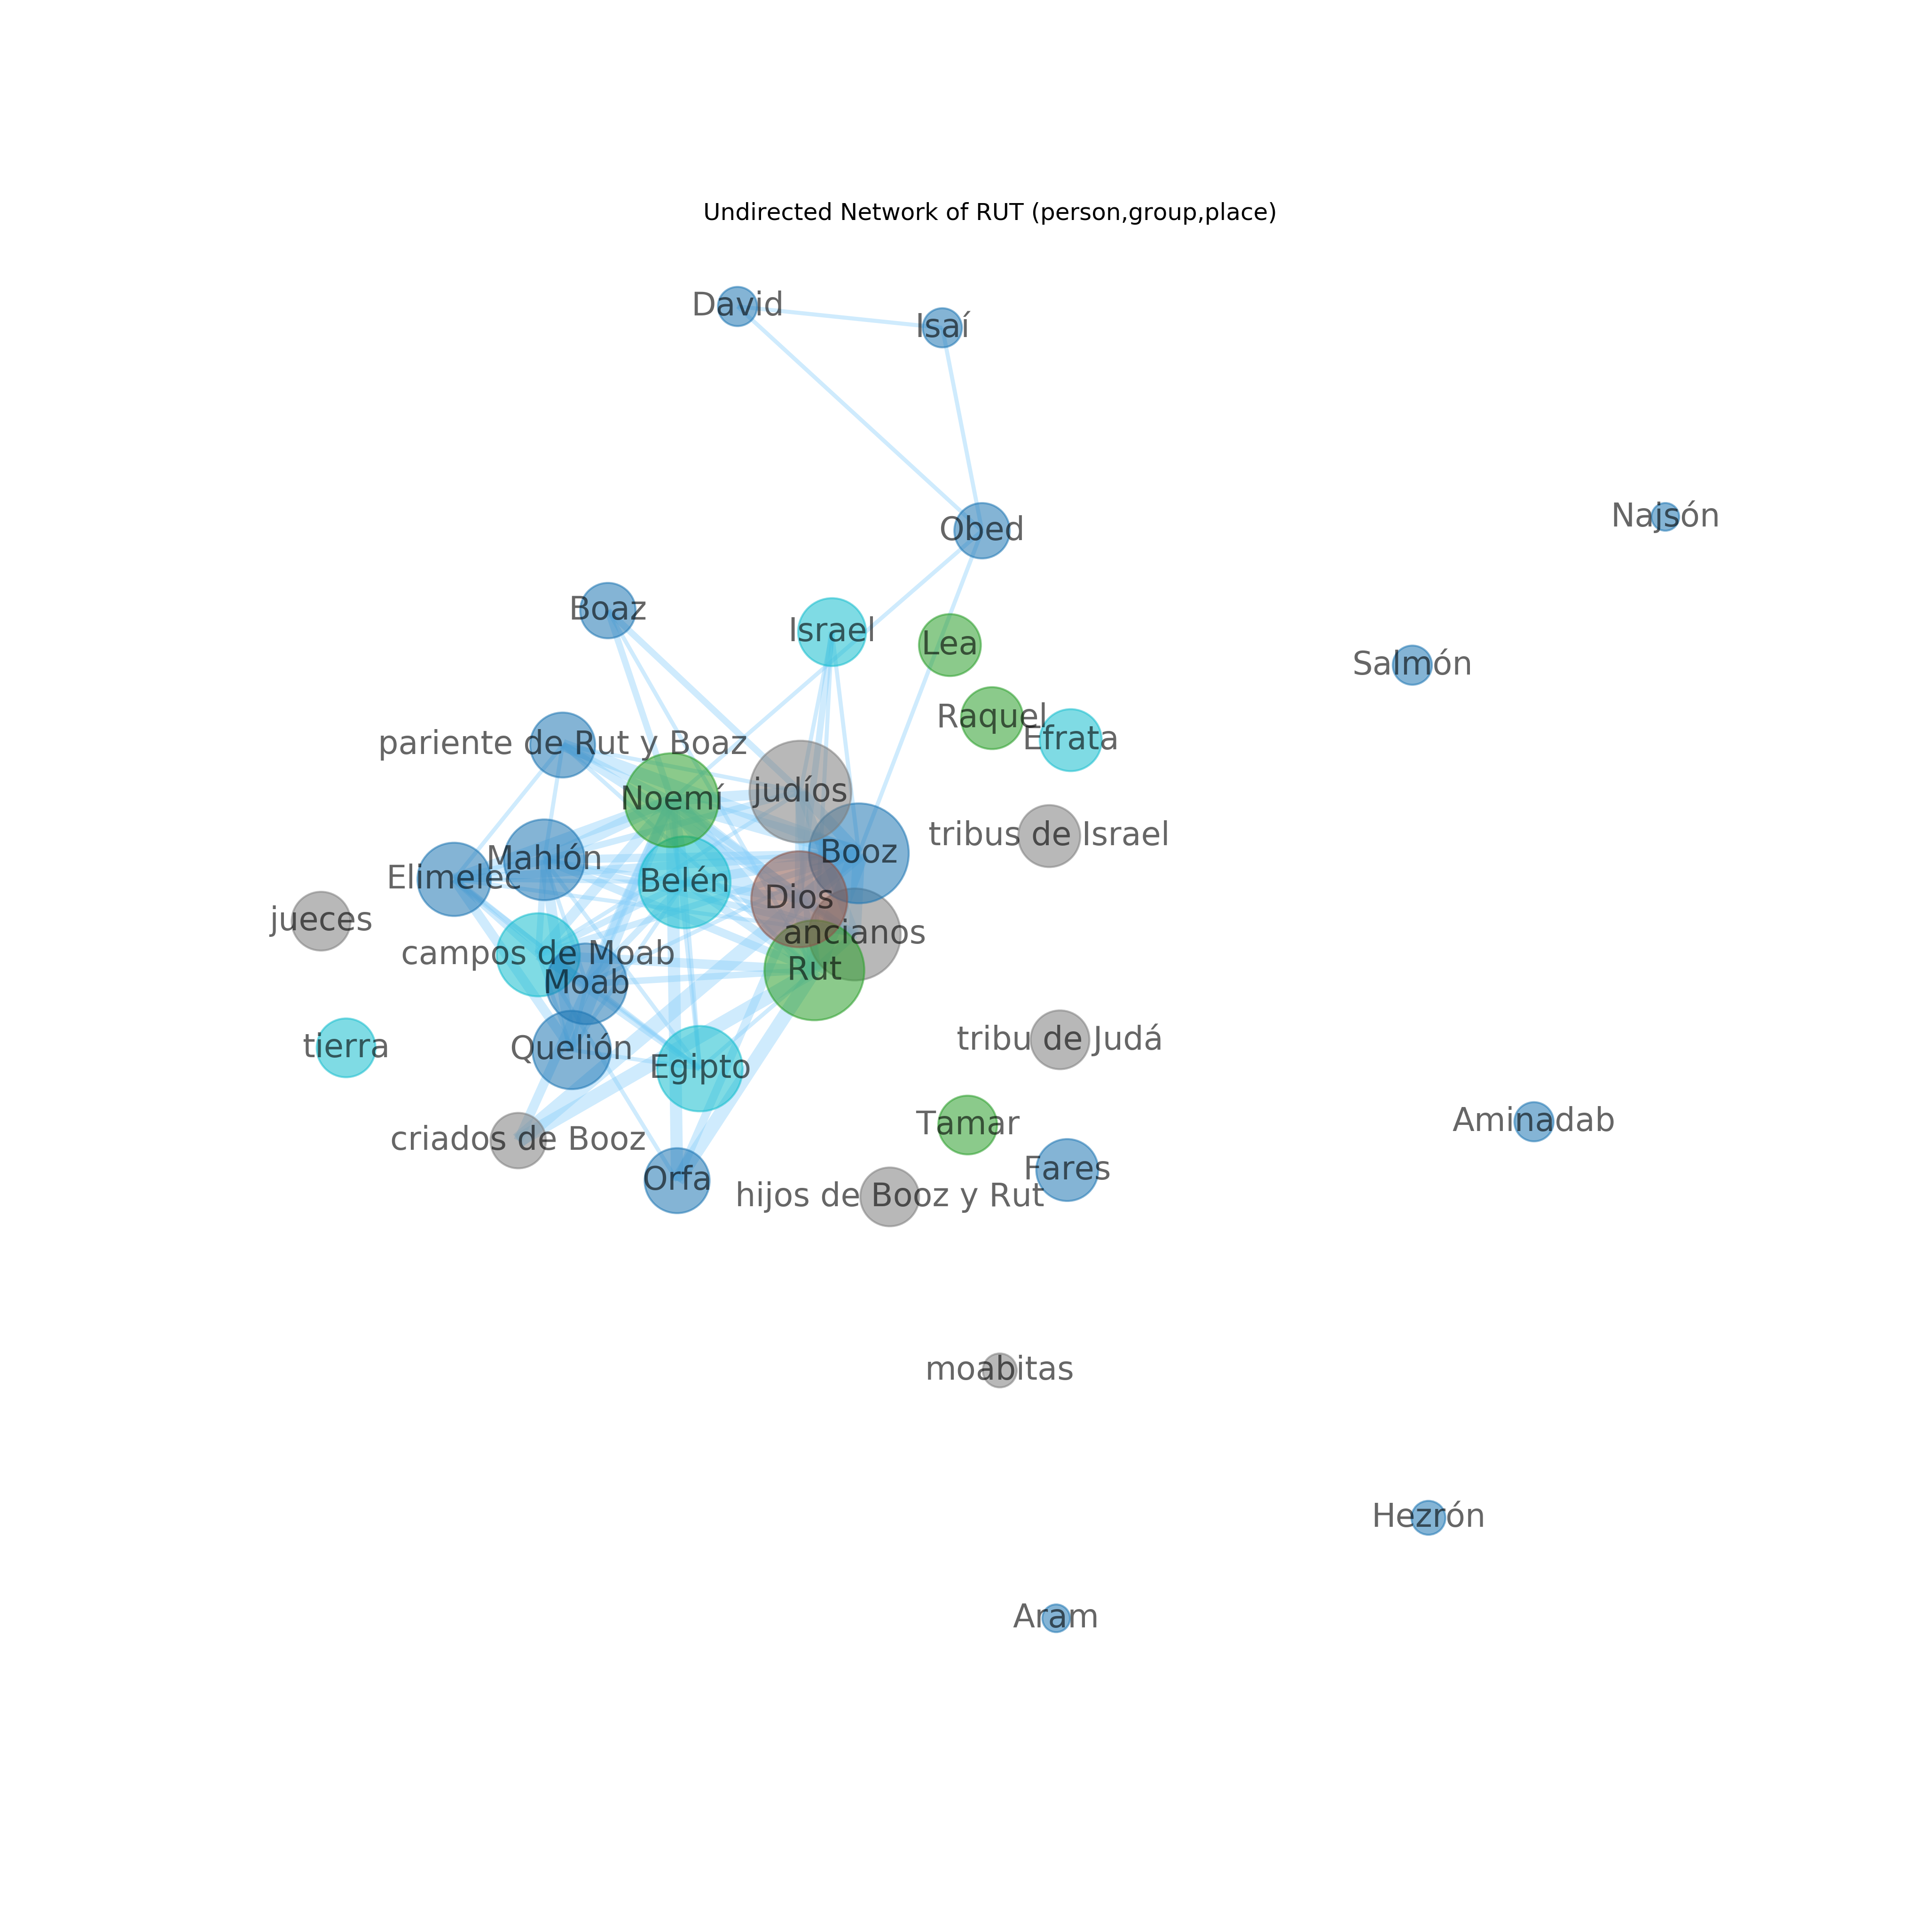 Undirected Network of RUT (person,group,place)
David
Isaí
Najsón
Obed
Boaz
Israel
Lea
Salmón
Raquel
Efrata
pariente de Rut y Boaz
Noemí
judíos
tribus de Israel
Mahlón
Booz
Elimelec
Belén
Dios
jueces
ancianos
campos de Moab
Rut
Moab
tierra
Quelión
tribu de Judá
Egipto
Tamar
Aminadab
criados de Booz
Fares
Orfa
hijos de Booz y Rut
moabitas
Hezrón
Aram